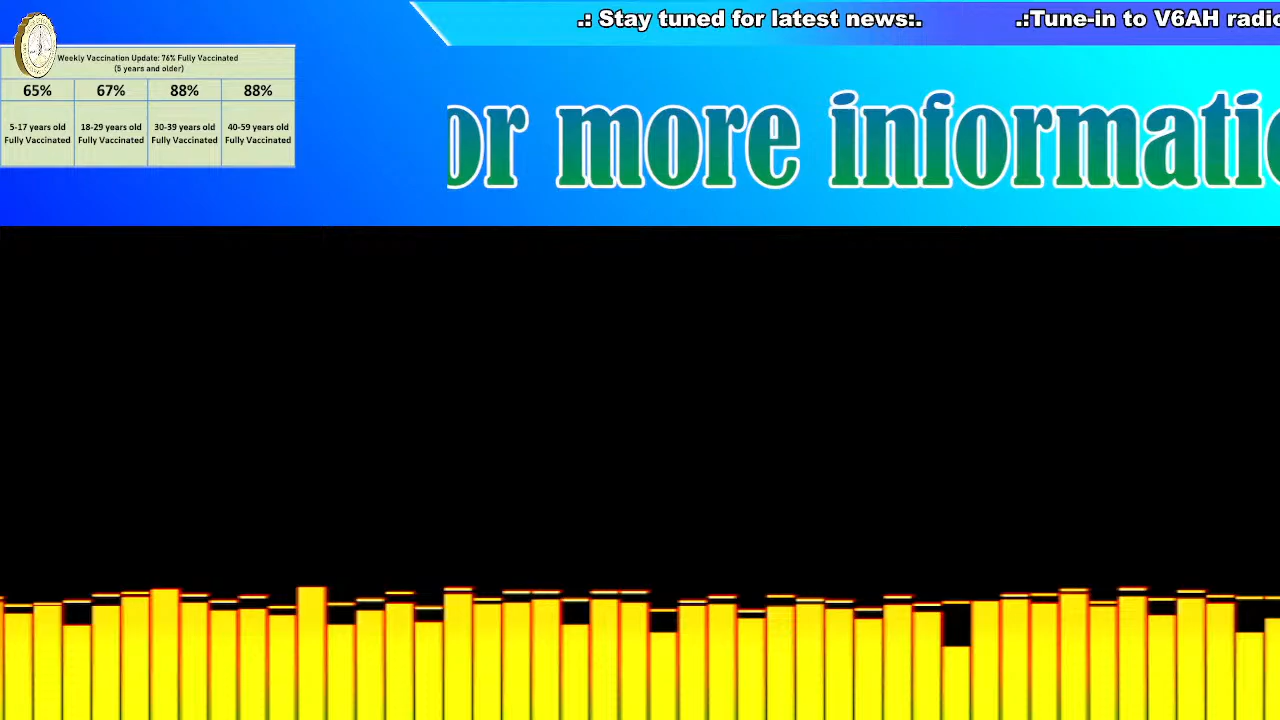 .: Stay tuned for latest news:. .:Tune-in to V6AH radio
Weekly Vaccination Update: 76% Fully Vaccinated
(5 years and older)
65% 67% 88% 88%
5-17 years old 18-29 years old 30-39 years old 40-59 years old
Fully Vaccinated Fully Vaccinated Fully Vaccinated Fully Vaccinated
or more informatio